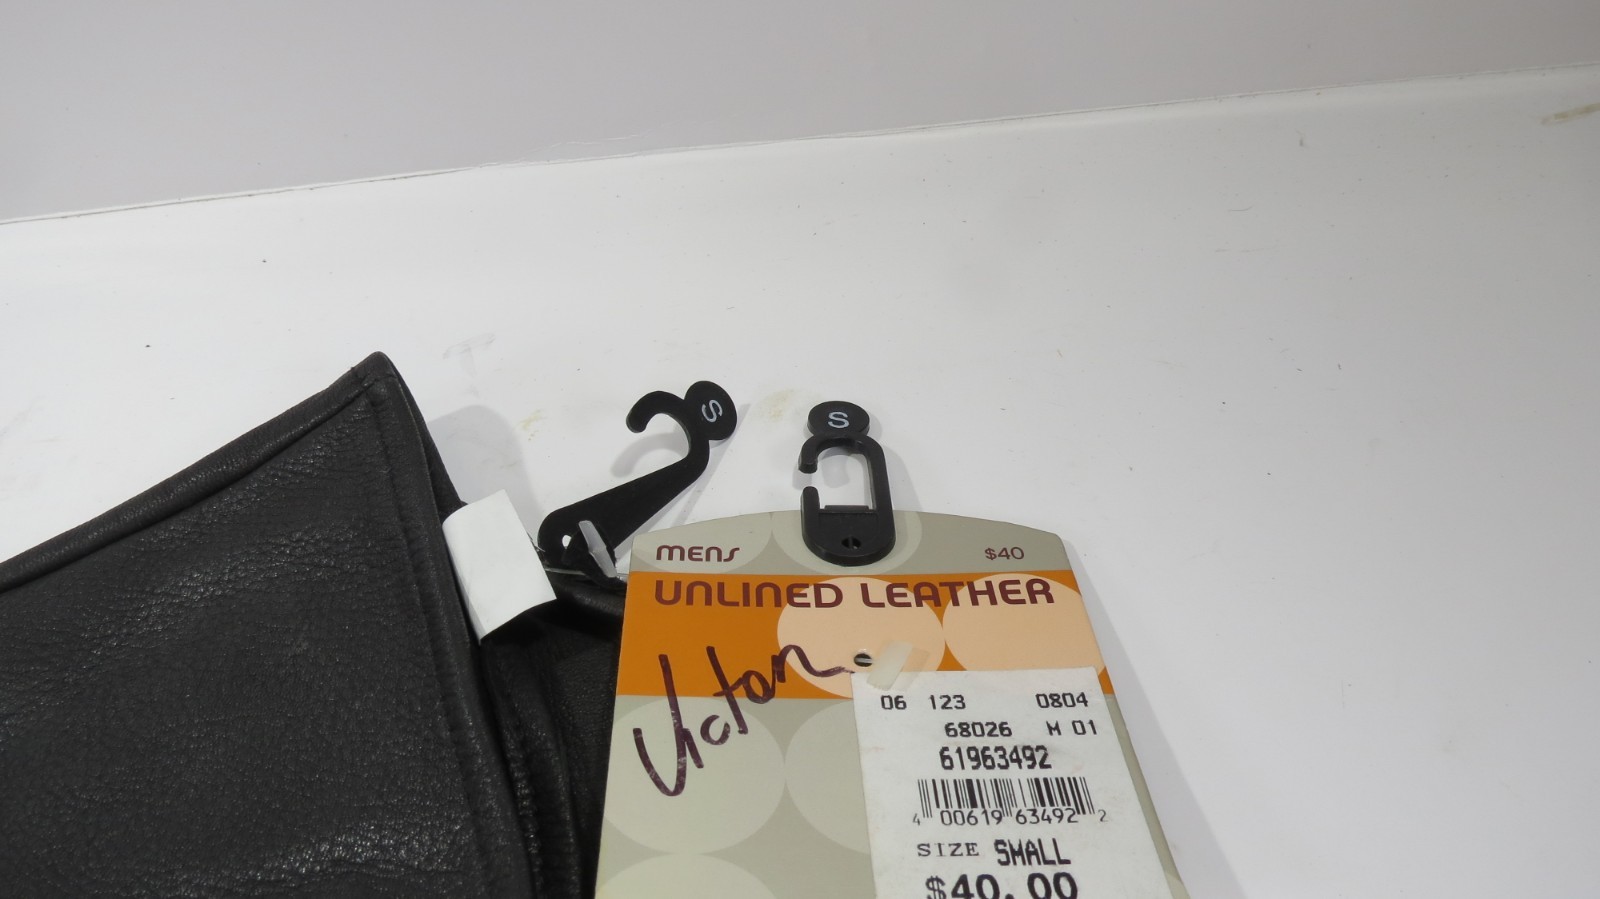 S
S
MENS $40
UNLINED LEATHER
Victor
06 123 0804
68026 M 01
61963492
4 00619 63492 2
SIZE SMALL
$40.00